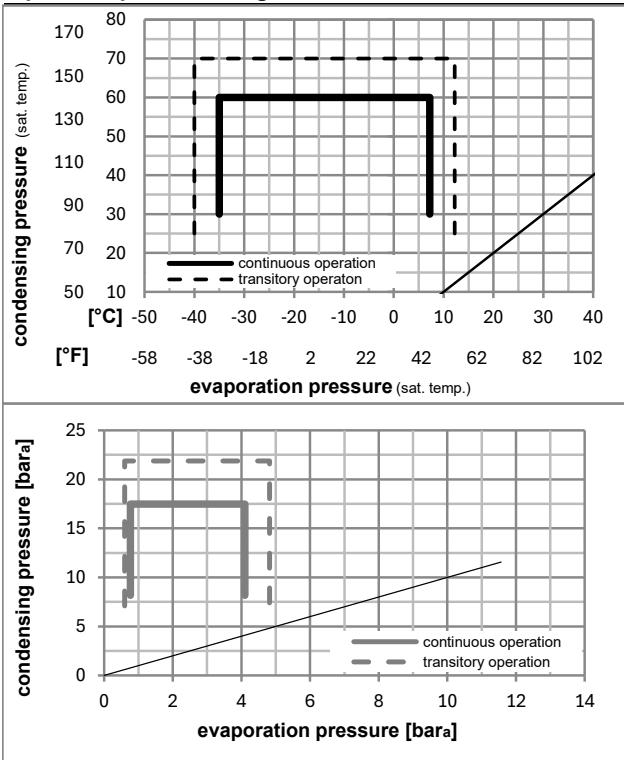 condensing pressure (sat. temp.)
170 80
70
150 60
130 50
110 40
90 30
70 20
50 10
continuous operation
transitory operaton
[°C] -50 -40 -30 -20 -10 0 10 20 30 40
[°F] -58 -38 -18 2 22 42 62 82 102
evaporation pressure (sat. temp.)
condensing pressure [bara]
25
20
15
10
5
0
continuous operation
transitory operation
0 2 4 6 8 10 12 14
evaporation pressure [bara]